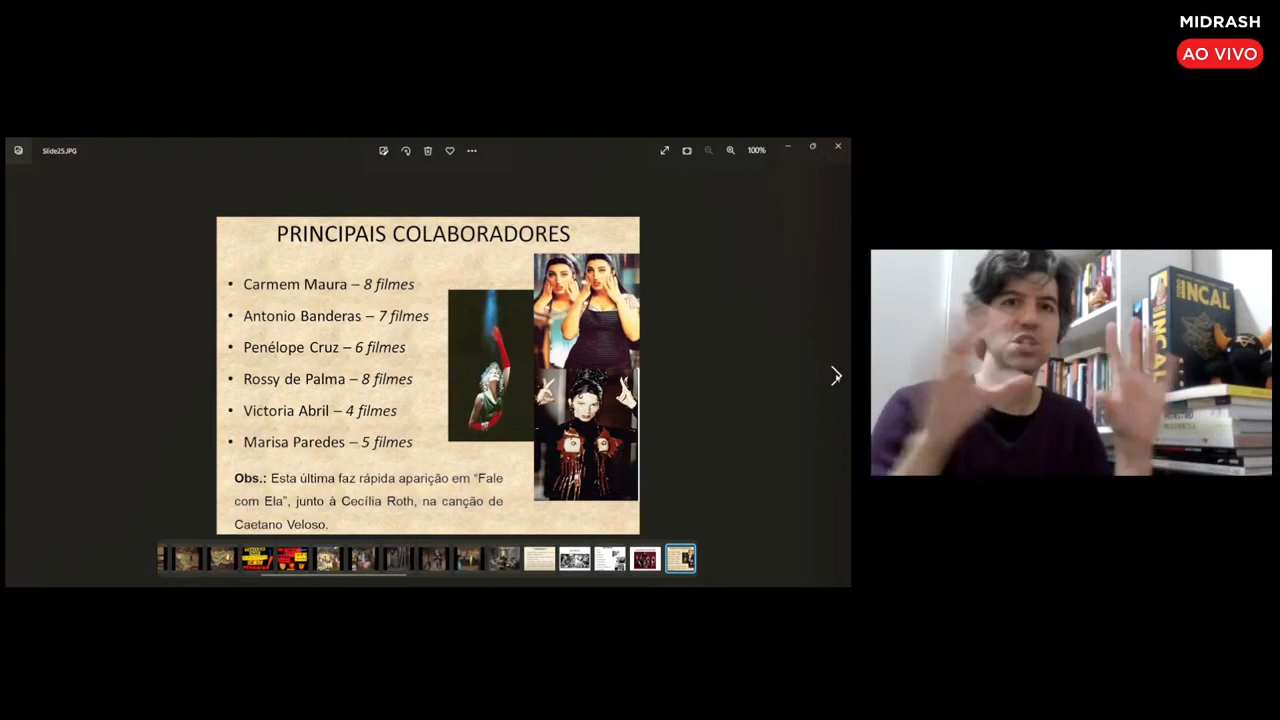 MIDRASH
AO VIVO
Slide25.JPG
100%
PRINCIPAIS COLABORADORES
• Carmem Maura – 8 filmes
• Antonio Banderas – 7 filmes
• Penélope Cruz – 6 filmes
• Rossy de Palma – 8 filmes
• Victoria Abril – 4 filmes
• Marisa Paredes – 5 filmes
Obs.: Esta última faz rápida aparição em “Fale
com Ela”, junto à Cecília Roth, na canção de
Caetano Veloso.
INCAL
INCAL